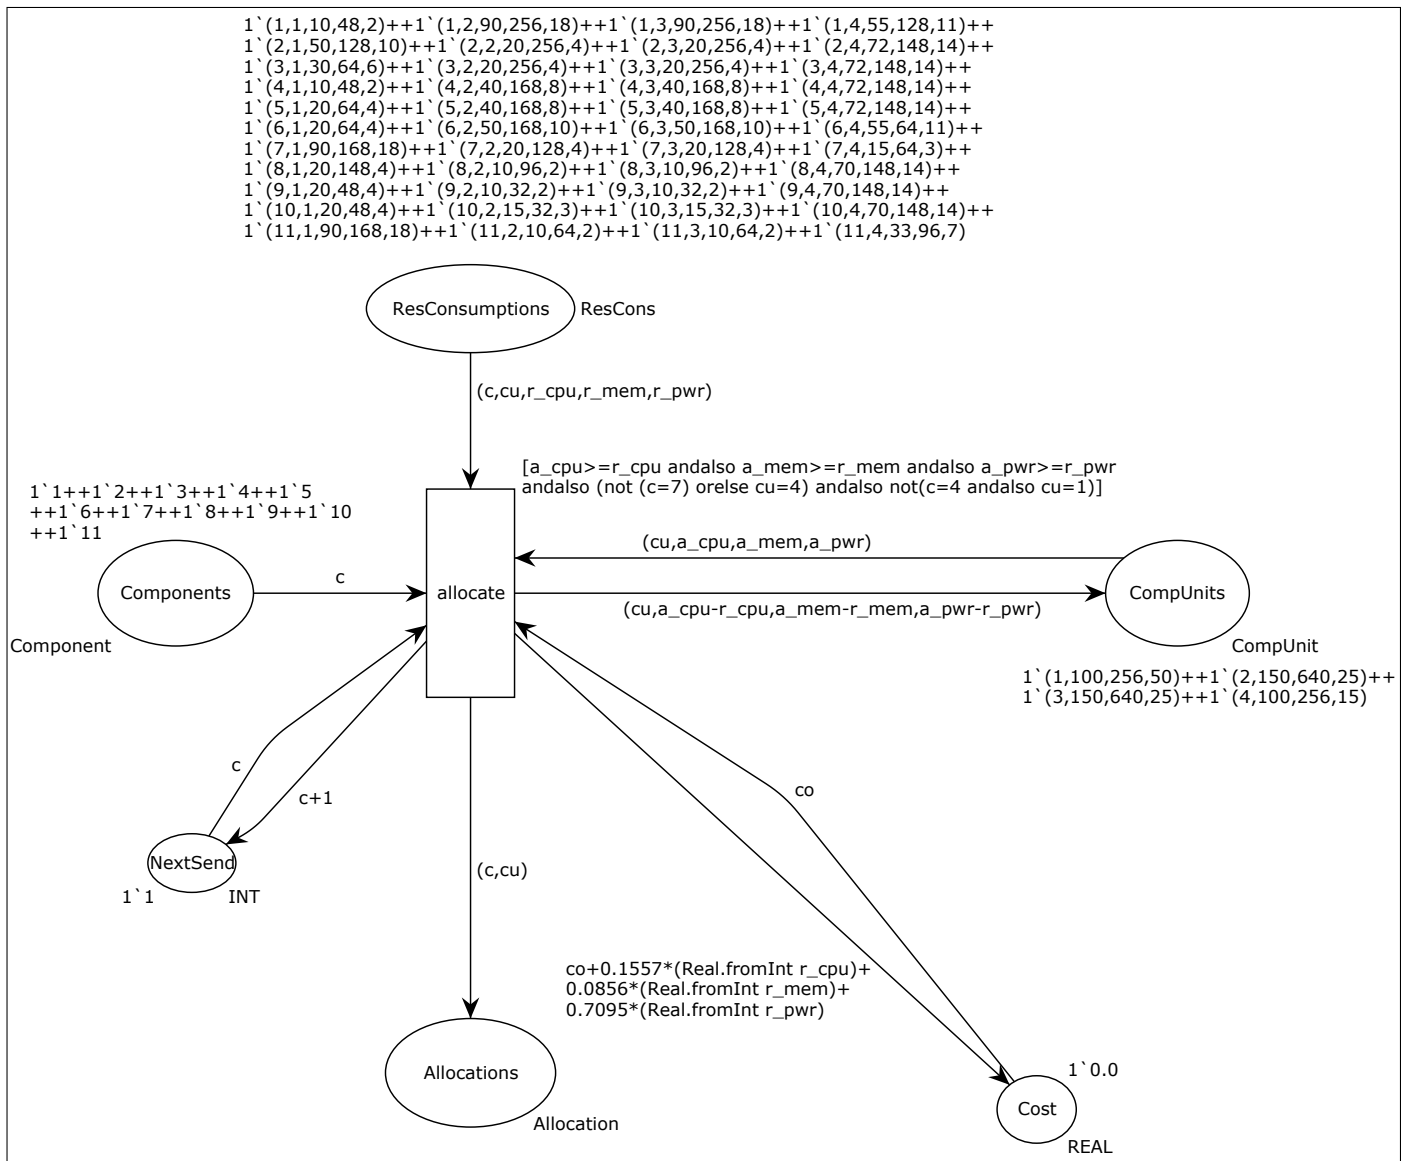 1`(1,1,10,48,2)++1`(1,2,90,256,18)++1`(1,3,90,256,18)++1`(1,4,55,128,11)++
1`(2,1,50,128,10)++1`(2,2,20,256,4)++1`(2,3,20,256,4)++1`(2,4,72,148,14)++
1`(3,1,30,64,6)++1`(3,2,20,256,4)++1`(3,3,20,256,4)++1`(3,4,72,148,14)++
1`(4,1,10,48,2)++1`(4,2,40,168,8)++1`(4,3,40,168,8)++1`(4,4,72,148,14)++
1`(5,1,20,64,4)++1`(5,2,40,168,8)++1`(5,3,40,168,8)++1`(5,4,72,148,14)++
1`(6,1,20,64,4)++1`(6,2,50,168,10)++1`(6,3,50,168,10)++1`(6,4,55,64,11)++
1`(7,1,90,168,18)++1`(7,2,20,128,4)++1`(7,3,20,128,4)++1`(7,4,15,64,3)++
1`(8,1,20,148,4)++1`(8,2,10,96,2)++1`(8,3,10,96,2)++1`(8,4,70,148,14)++
1`(9,1,20,48,4)++1`(9,2,10,32,2)++1`(9,3,10,32,2)++1`(9,4,70,148,14)++
1`(10,1,20,48,4)++1`(10,2,15,32,3)++1`(10,3,15,32,3)++1`(10,4,70,148,14)++
1`(11,1,90,168,18)++1`(11,2,10,64,2)++1`(11,3,10,64,2)++1`(11,4,33,96,7)
ResConsumptions
ResCons
(c,cu,r_cpu,r_mem,r_pwr)
[a_cpu>=r_cpu andalso a_mem>=r_mem andalso a_pwr>=r_pwr
andalso (not (c=7) orelse cu=4) andalso not(c=4 andalso cu=1)]
1`1++1`2++1`3++1`4++1`5
++1`6++1`7++1`8++1`9++1`10
++1`11
Components
Component
c
allocate
(cu,a_cpu,a_mem,a_pwr)
(cu,a_cpu-r_cpu,a_mem-r_mem,a_pwr-r_pwr)
CompUnits
CompUnit
1`(1,100,256,50)++1`(2,150,640,25)++
1`(3,150,640,25)++1`(4,100,256,15)
c
c+1
co
NextSend
1`1
INT
(c,cu)
co+0.1557*(Real.fromInt r_cpu)+
0.0856*(Real.fromInt r_mem)+
0.7095*(Real.fromInt r_pwr)
Allocations
Allocation
1`0.0
Cost
REAL